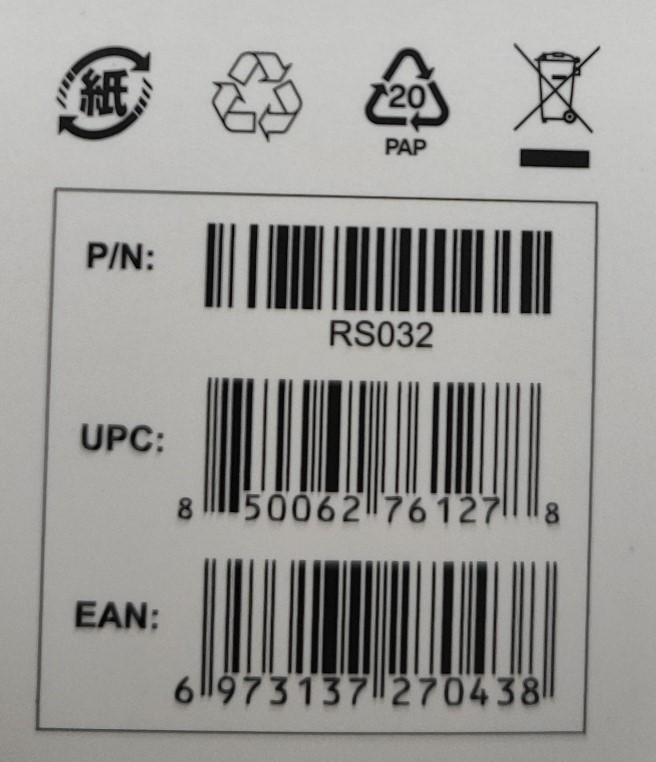 紙
20
PAP
P/N:
RS032
UPC:
8 50062 76127 8
EAN:
6 973137 270438